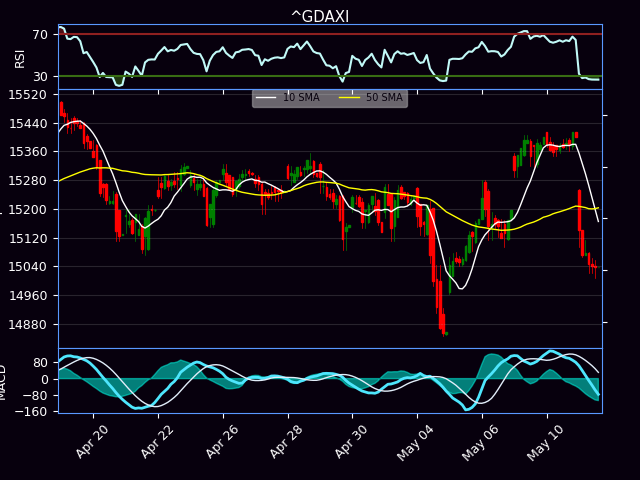 ^GDAXI
RSI
70
30
10 SMA
50 SMA
15520
15440
15360
15280
15200
15120
15040
14960
14880
MACD
80
0
−80
−160
Apr 20
Apr 22
Apr 26
Apr 28
Apr 30
May 04
May 06
May 10